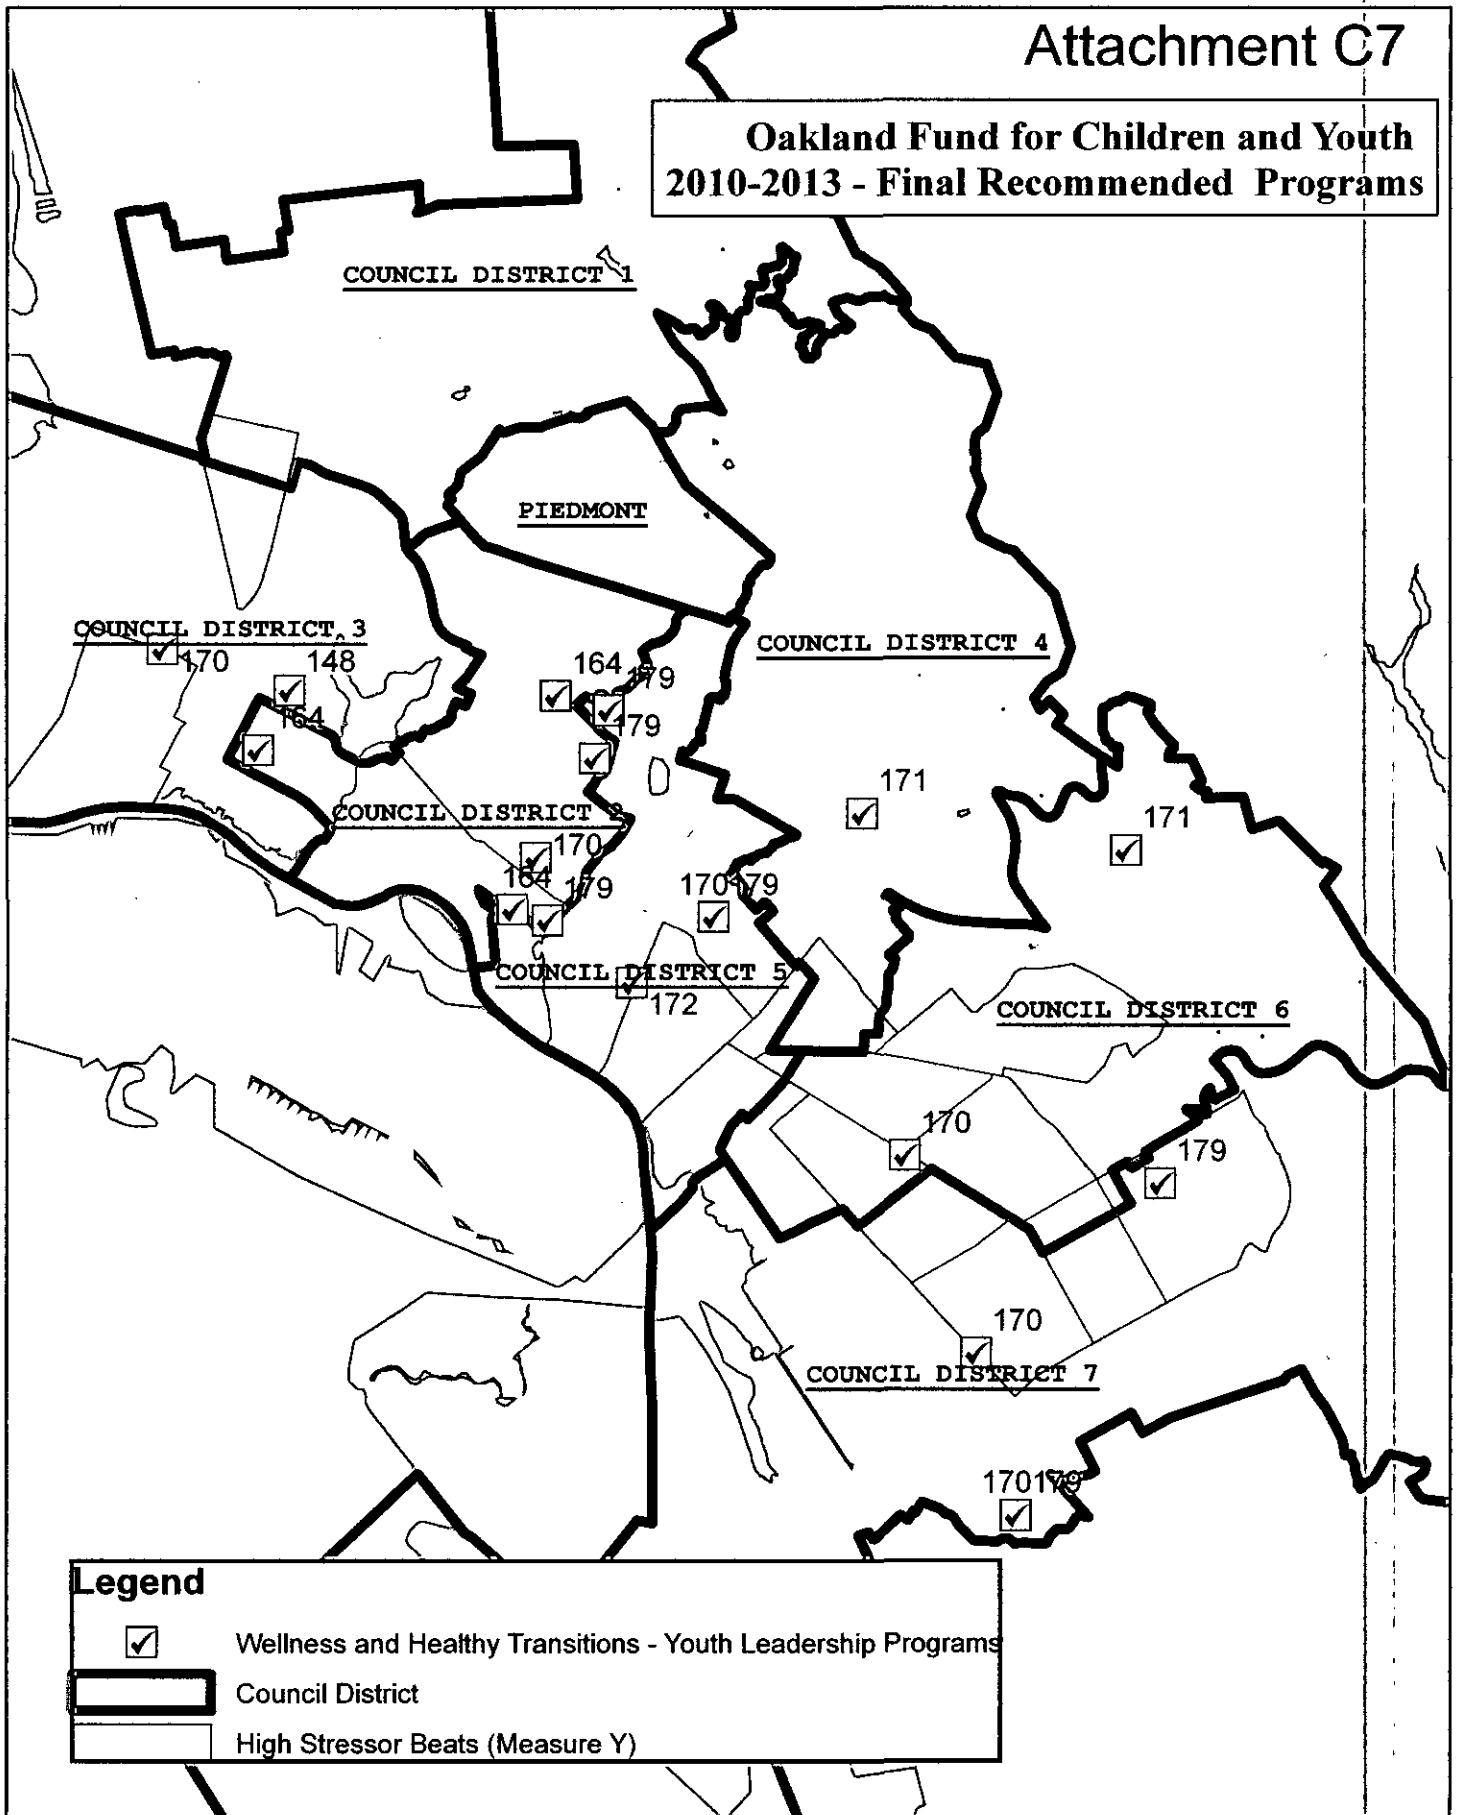 Attachment C7
Oakland Fund for Children and Youth
2010-2013 - Final Recommended Programs
COUNCIL DISTRICT 1
PIEDMONT
COUNCIL DISTRICT 3
COUNCIL DISTRICT 4
170
148
164
164
179
179
171
171
COUNCIL DISTRICT 2
170
164
179
170179
COUNCIL DISTRICT 5
172
COUNCIL DISTRICT 6
170
179
170
COUNCIL DISTRICT 7
170179
Legend
Wellness and Healthy Transitions - Youth Leadership Programs
Council District
High Stressor Beats (Measure Y)